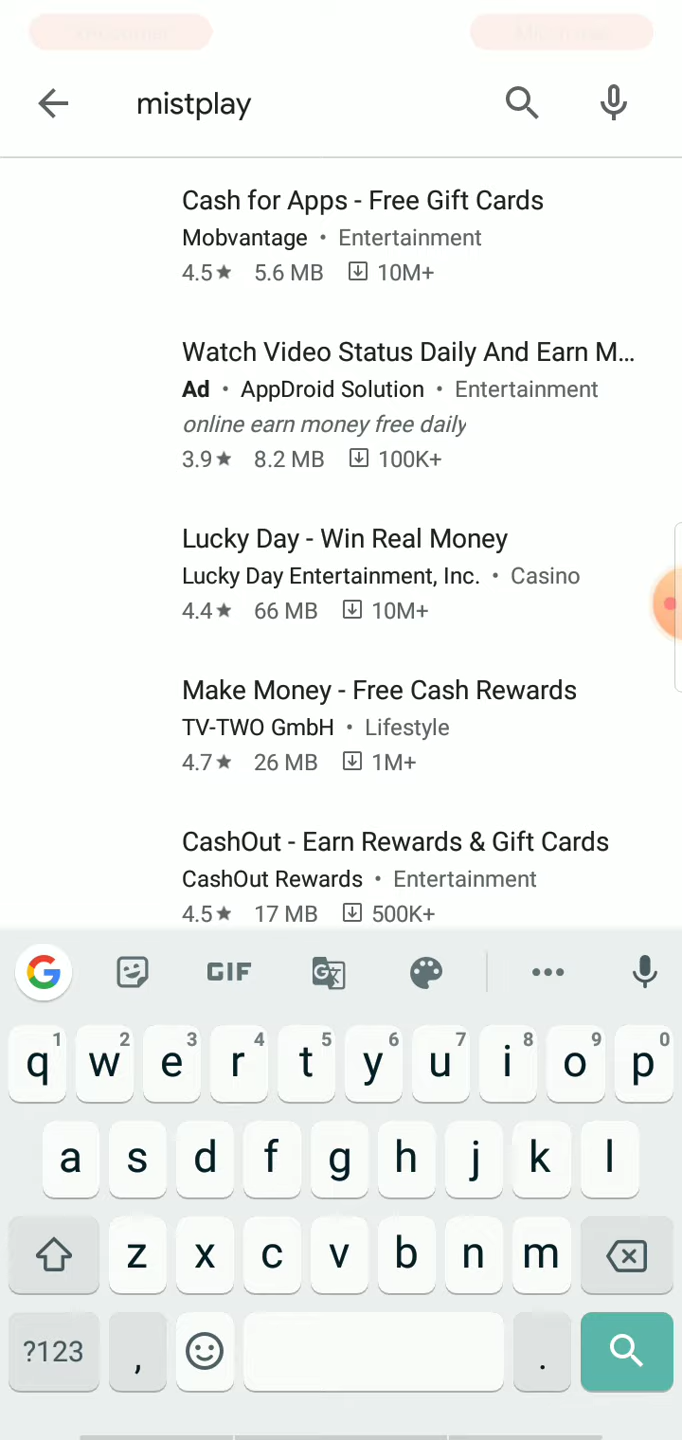 mistplay
Cash for Apps - Free Gift Cards
Mobvantage • Entertainment
4.5★ 5.6 MB 10M+
Watch Video Status Daily And Earn M...
Ad • AppDroid Solution • Entertainment
online earn money free daily
3.9★ 8.2 MB 100K+
Lucky Day - Win Real Money
Lucky Day Entertainment, Inc. • Casino
4.4★ 66 MB 10M+
Make Money - Free Cash Rewards
TV-TWO GmbH • Lifestyle
4.7★ 26 MB 1M+
CashOut - Earn Rewards & Gift Cards
CashOut Rewards • Entertainment
4.5★ 17 MB 500K+
G GIF G ...
1 2 3 4 5 6 7 8 9 0
q w e r t y u i o p
a s d f g h j k l
z x c v b n m
?123 , .